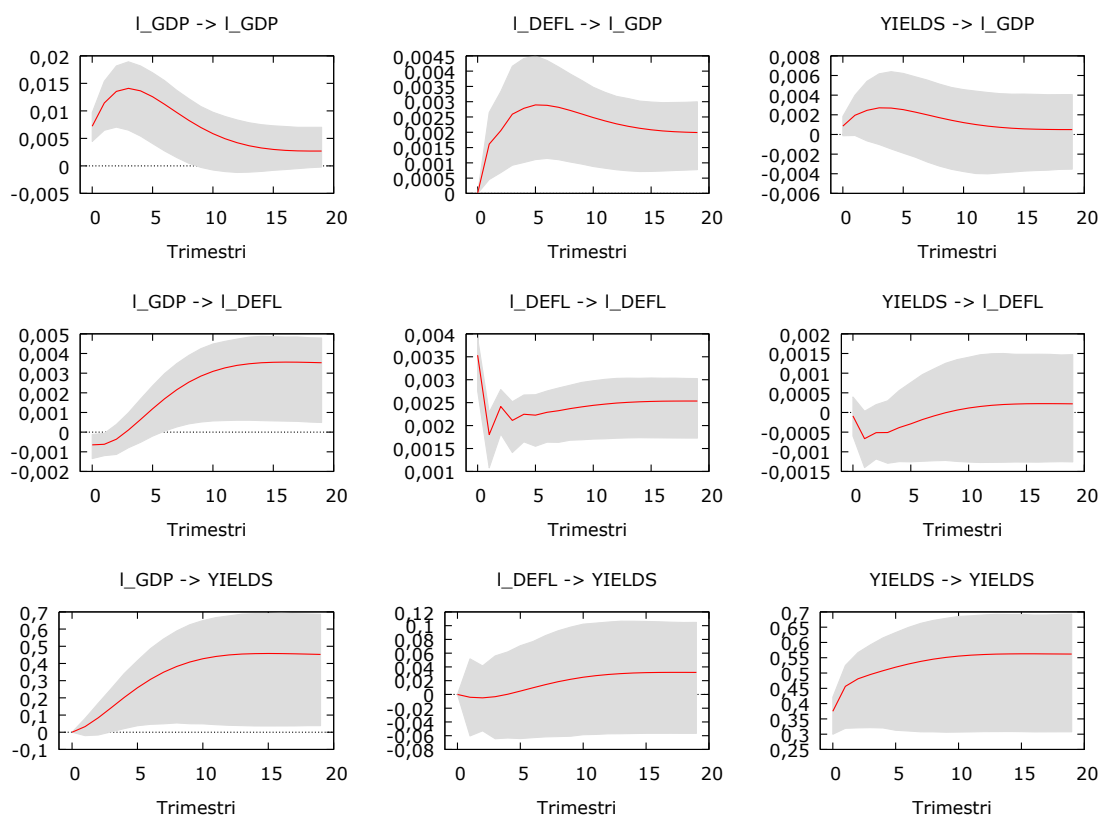 l_GDP -> l_GDP
0,02
0,015
0,01
0,005
0
-0,005
0 5 10 15 20
Trimestri
l_DEFL -> l_GDP
0,0045
0,004
0,0035
0,003
0,0025
0,002
0,0015
0,001
0,0005
0
0 5 10 15 20
Trimestri
YIELDS -> l_GDP
0,008
0,006
0,004
0,002
0
-0,002
-0,004
-0,006
0 5 10 15 20
Trimestri
l_GDP -> l_DEFL
0,005
0,004
0,003
0,002
0,001
0
-0,001
-0,002
0 5 10 15 20
Trimestri
l_DEFL -> l_DEFL
0,004
0,0035
0,003
0,0025
0,002
0,0015
0,001
0 5 10 15 20
Trimestri
YIELDS -> l_DEFL
0,002
0,0015
0,001
0,0005
0
-0,0005
-0,001
-0,0015
0 5 10 15 20
Trimestri
l_GDP -> YIELDS
0,7
0,6
0,5
0,4
0,3
0,2
0,1
0
-0,1
0 5 10 15 20
Trimestri
l_DEFL -> YIELDS
0,12
0,1
0,08
0,06
0,04
0,02
0
-0,02
-0,04
-0,06
-0,08
0 5 10 15 20
Trimestri
YIELDS -> YIELDS
0,7
0,65
0,6
0,55
0,5
0,45
0,4
0,35
0,3
0,25
0 5 10 15 20
Trimestri